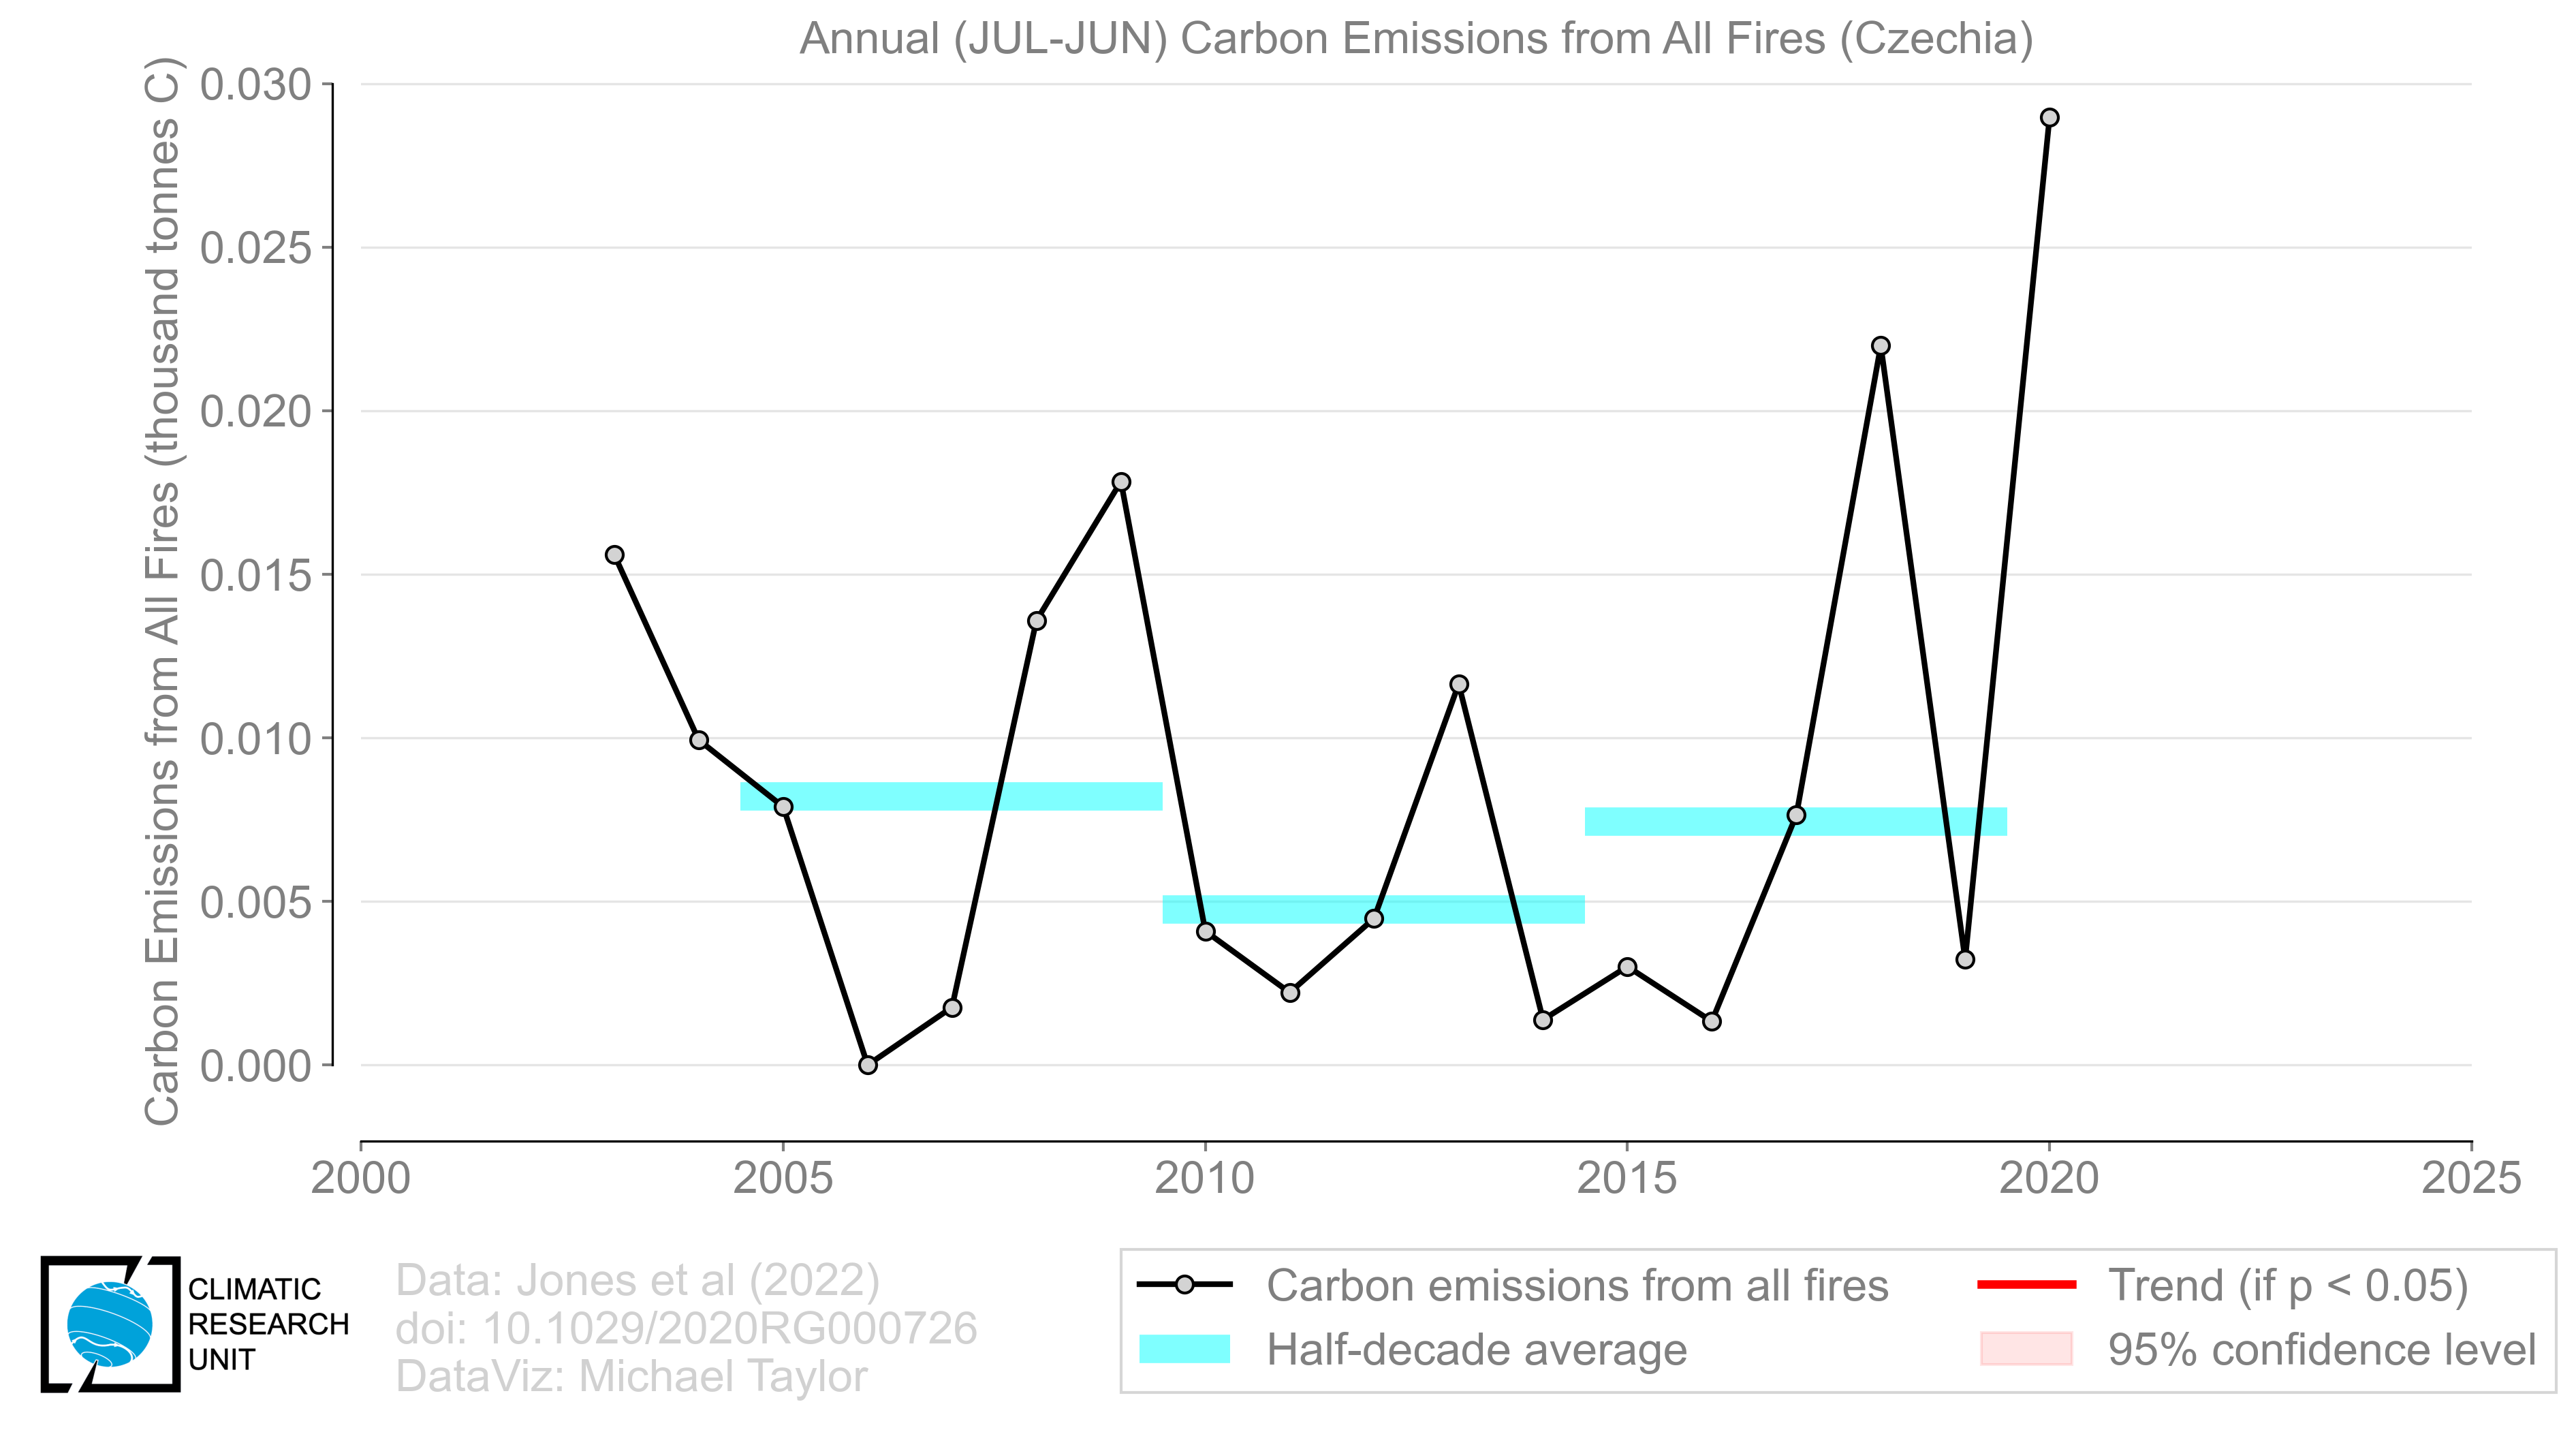 Annual (JUL-JUN) Carbon Emissions from All Fires (Czechia)
Carbon Emissions from All Fires (thousand tonnes C)
0.030
0.025
0.020
0.015
0.010
0.005
0.000
2000 2005 2010 2015 2020 2025
CLIMATIC
RESEARCH
UNIT
Data: Jones et al (2022)
doi: 10.1029/2020RG000726
DataViz: Michael Taylor
Carbon emissions from all fires
Half-decade average
Trend (if p < 0.05)
95% confidence level